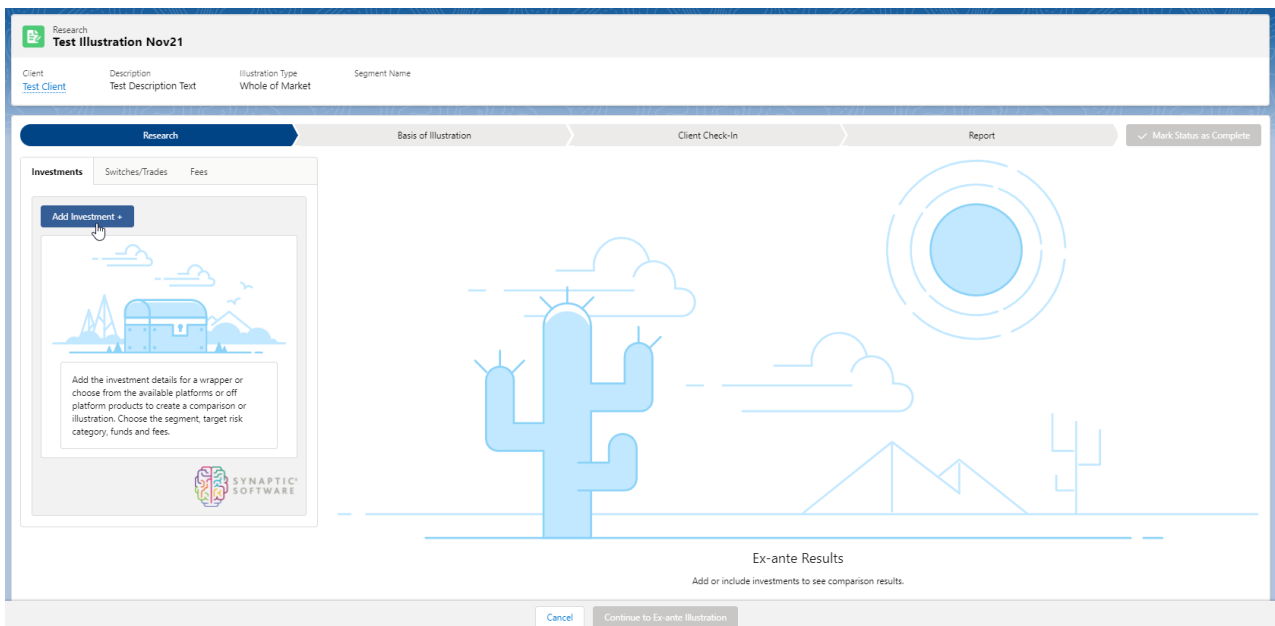 Research
Test Illustration Nov21
Client
Description
Illustration Type
Segment Name
Test Client
Test Description Text
Whole of Market
Research
Basis of Illustration
Client Check-In
Report
Mark Status as Complete
Investments
Switches/Trades
Fees
Add Investment +
Add the investment details for a wrapper or
choose from the available platforms or off
platform products to create a comparison or
illustration. Choose the segment, target risk
category, funds and fees.
SYNAPTIC
SOFTWARE
Ex-ante Results
Add or include investments to see comparison results.
Cancel
Continue to Ex-ante Illustration